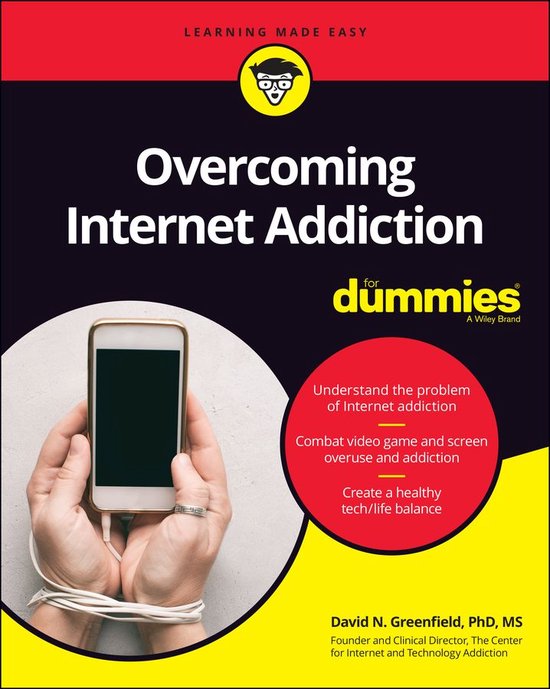 LEARNING MADE EASY
Overcoming
Internet Addiction
for
dummies®
A Wiley Brand
Understand the problem
of Internet addiction
Combat video game and screen
overuse and addiction
Create a healthy
tech/life balance
David N. Greenfield, PhD, MS
Founder and Clinical Director, The Center
for Internet and Technology Addiction